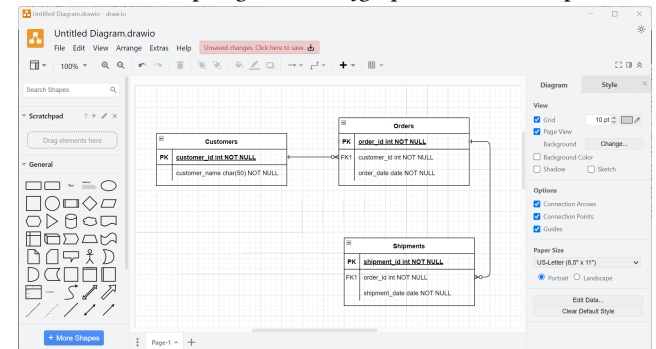 Untitled Diagram.drawio - draw.io
Untitled Diagram.drawio
File Edit View Arrange Extras Help
Unsaved changes. Click here to save.
100%
Search Shapes
Scratchpad
Drag elements here
General
Text
+ More Shapes
Customers
PK customer_id int NOT NULL
customer_name char(50) NOT NULL
Orders
PK order_id int NOT NULL
FK1 customer_id int NOT NULL
order_date date NOT NULL
Shipments
PK shipment_id int NOT NULL
FK1 order_id int NOT NULL
shipment_date date NOT NULL
Page-1
Diagram
Style
View
Grid 10 pt
Page View
Background Change...
Background Color
Shadow Sketch
Options
Connection Arrows
Connection Points
Guides
Paper Size
US-Letter (8,5" x 11")
Portrait Landscape
Edit Data...
Clear Default Style